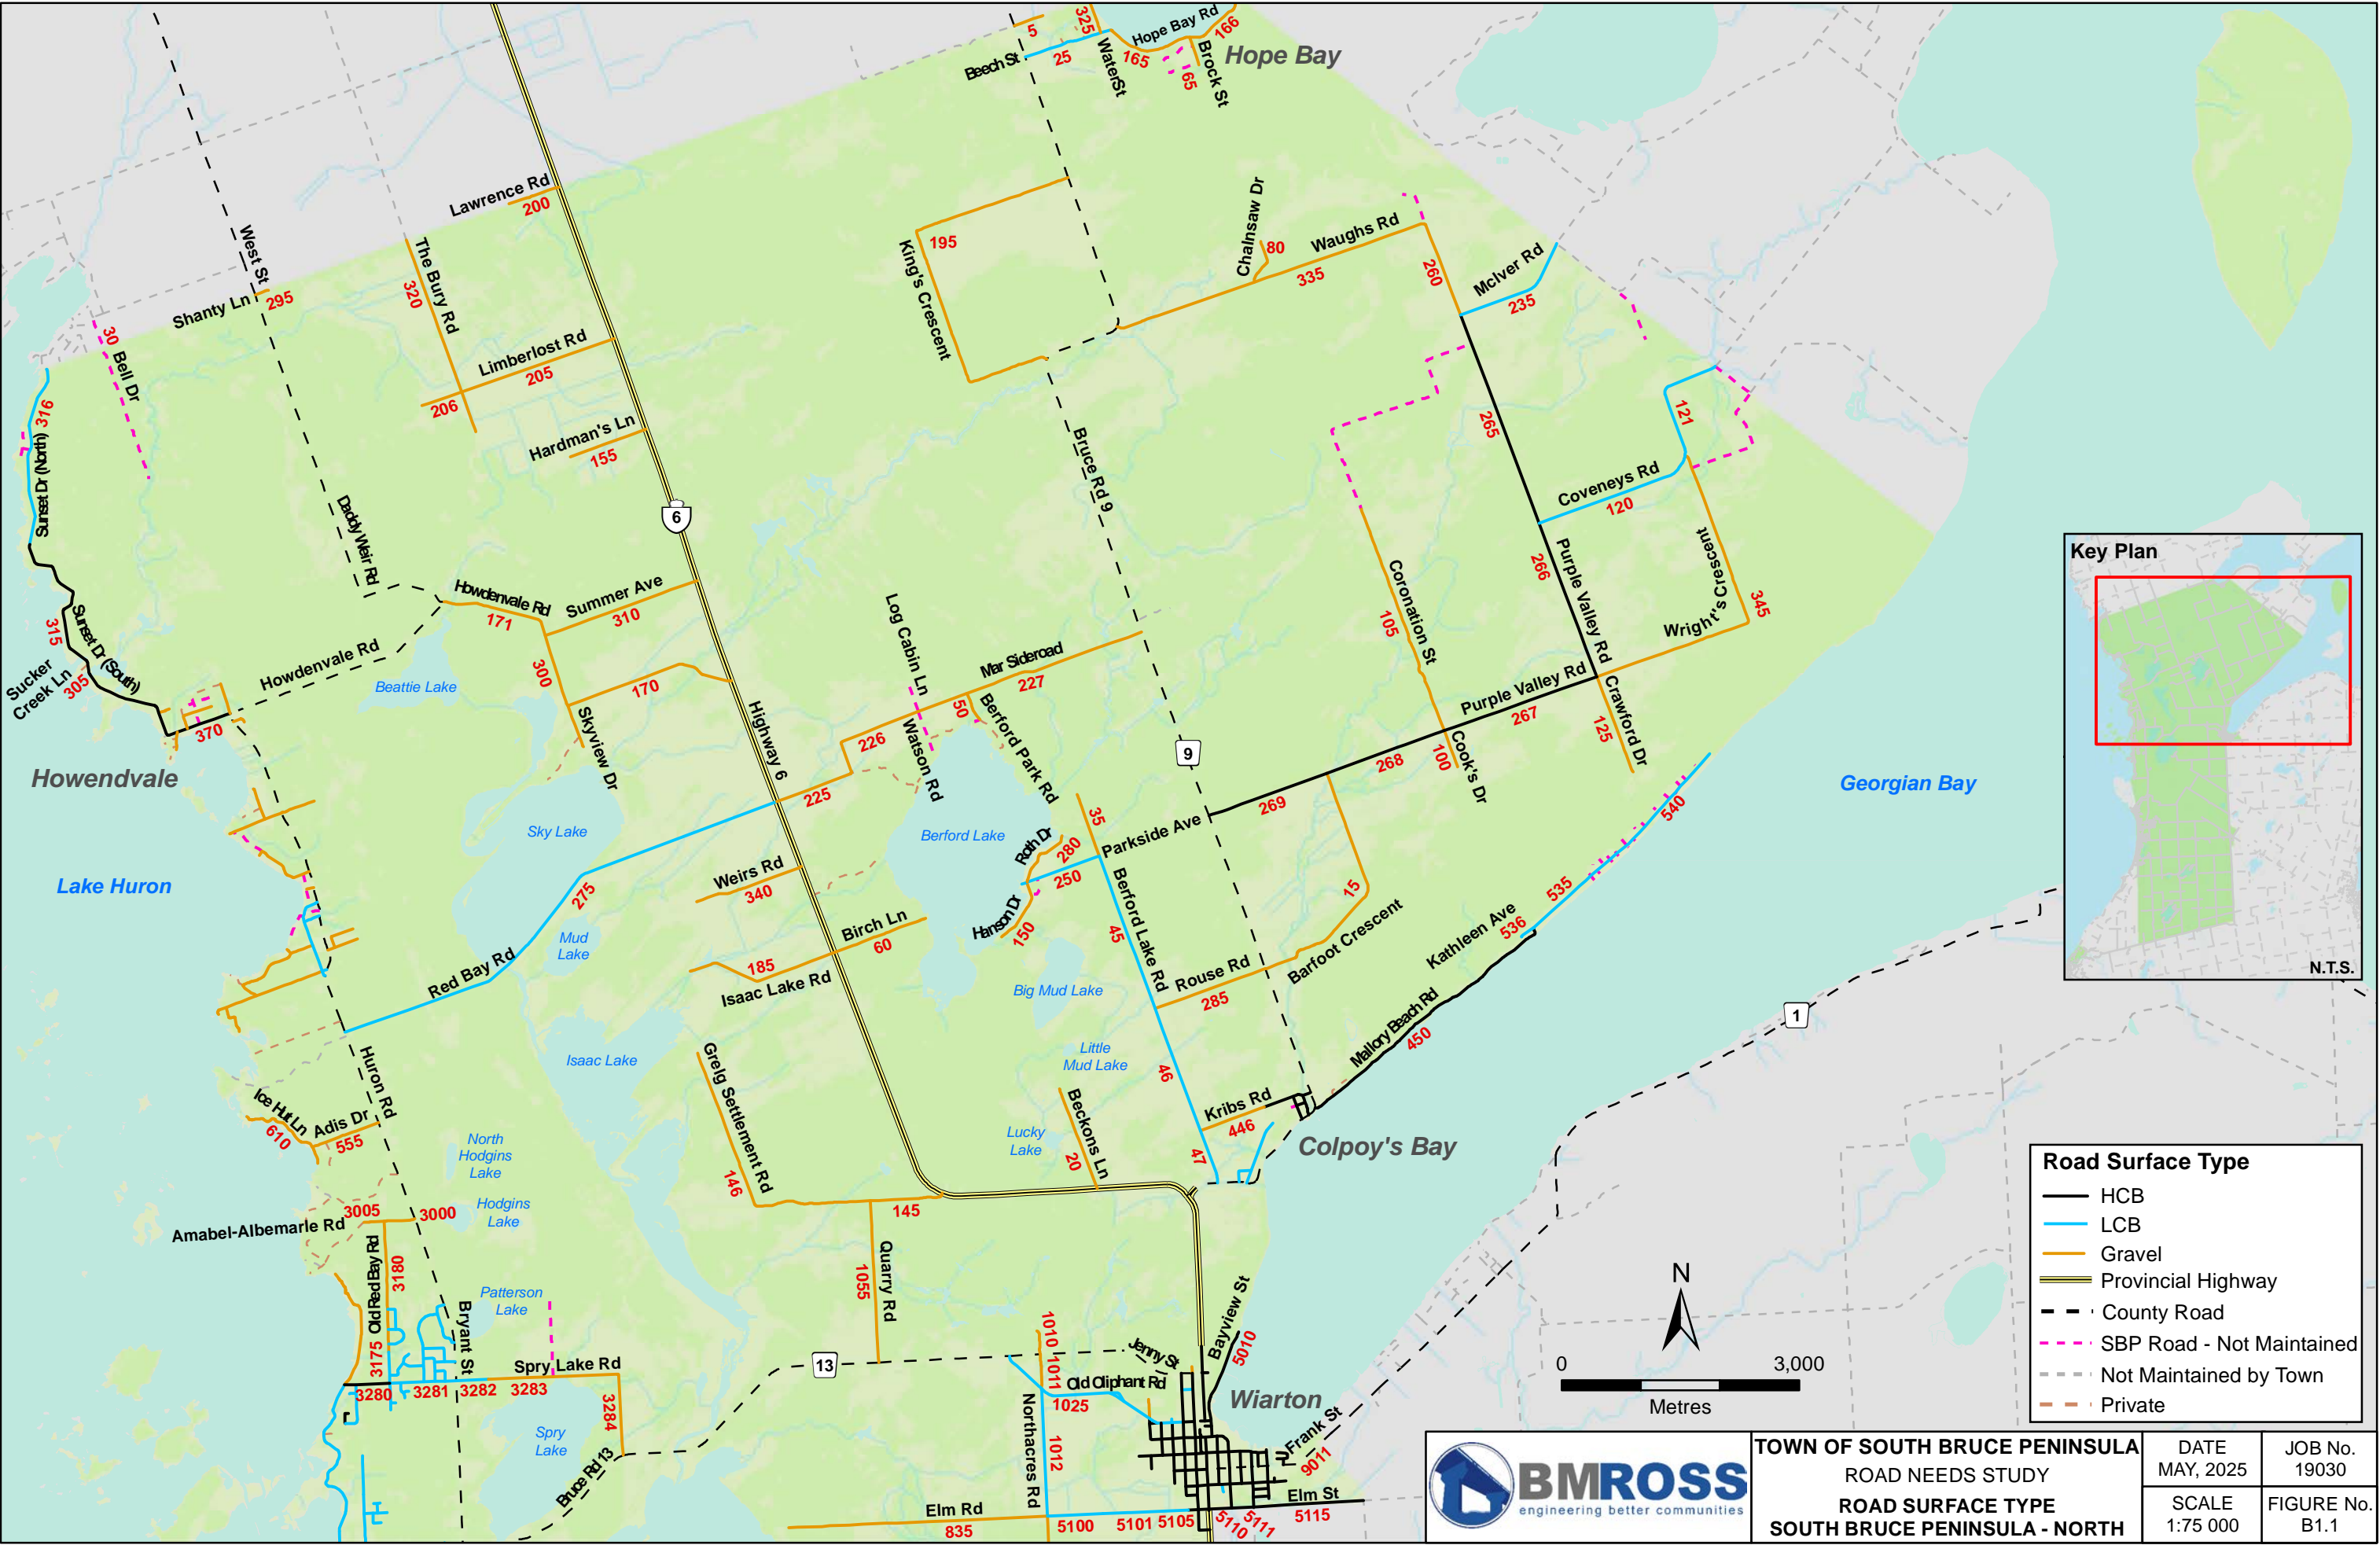 5
325
Hope Bay Rd
166
Beech St
25
Water St
165
65
Brock St
Hope Bay
Lawrence Rd
200
West St
The Bury Rd
320
Shanty Ln
295
30
Bell Dr
Limberlost Rd
205
206
Hardman's Ln
155
316
Sunset Dr (North)
Daddy Weir Rd
6
King's Crescent
195
Chainsaw Dr
80
Waughs Rd
335
260
McIver Rd
235
Bruce Rd 9
265
121
Coveneys Rd
120
266
Purple Valley Rd
Wright's Crescent
345
Coronation St
105
Howdenvale Rd
171
Summer Ave
310
315
Sunset Dr (South)
Sucker
Creek Ln
305
Howdenvale Rd
Beattie Lake
300
170
Skyview Dr
370
Howendvale
Log Cabin Ln
Mar Sideroad
227
50
Berford Park Rd
226
Watson Rd
Highway 6
225
9
Purple Valley Rd
267
268
100
Cook's Dr
125
Crawford Dr
269
Georgian Bay
540
Sky Lake
Berford Lake
35
Parkside Ave
Roth Dr
280
250
Hanson Dr
150
Lake Huron
275
Weirs Rd
340
Birch Ln
60
15
Barfoot Crescent
535
536
Kathleen Ave
Berford Lake Rd
45
Mud
Lake
Red Bay Rd
185
Isaac Lake Rd
Big Mud Lake
Rouse Rd
285
Mallory Beach Rd
450
1
Isaac Lake
Little
Mud Lake
46
Huron Rd
Ice Hut Ln
610
Adis Dr
555
Greig Settlement Rd
146
Beckons Ln
20
Lucky
Lake
Kribs Rd
446
47
Colpoy's Bay
North
Hodgins
Lake
Hodgins
Lake
3005
3000
Amabel-Albemarle Rd
145
Old Red Bay Rd
3180
Quarry Rd
1055
Patterson
Lake
Bryant St
3175
Spry Lake Rd
3280
3281
3282
3283
3284
Spry
Lake
Bruce Rd 13
13
1010
1011
Jenny St
Bayview St
5010
Old Oliphant Rd
1025
Northacres Rd
1012
Wiarton
Frank St
9011
Elm Rd
835
5100
5101
5105
5110
5111
Elm St
5115
Key Plan
N.T.S.
Road Surface Type
HCB
LCB
Gravel
Provincial Highway
County Road
SBP Road - Not Maintained
Not Maintained by Town
Private
N
0
3,000
Metres
BMROSS
engineering better communities
TOWN OF SOUTH BRUCE PENINSULA
ROAD NEEDS STUDY
ROAD SURFACE TYPE
SOUTH BRUCE PENINSULA - NORTH
DATE
MAY, 2025
JOB No.
19030
SCALE
1:75 000
FIGURE No.
B1.1